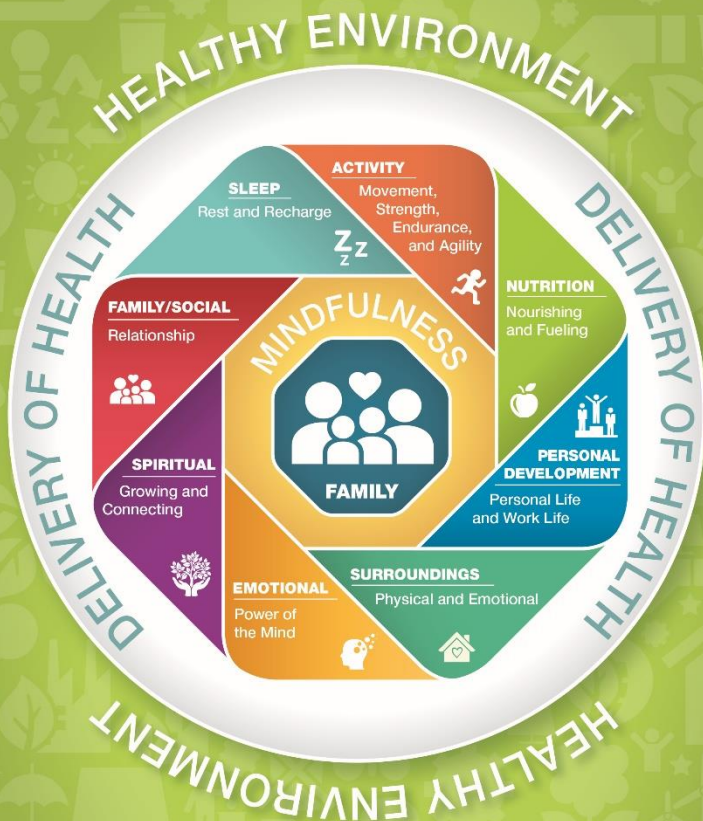 HEALTHY ENVIRONMENT
DELIVERY OF HEALTH
DELIVERY OF HEALTH
SLEEP
Rest and Recharge
Z Z
Z
ACTIVITY
Movement,
Strength,
Endurance,
and Agility
NUTRITION
Nourishing
and Fueling
PERSONAL
DEVELOPMENT
Personal Life
and Work Life
SURROUNDINGS
Physical and Emotional
EMOTIONAL
Power of
the Mind
SPIRITUAL
Growing and
Connecting
FAMILY/SOCIAL
Relationship
MINDFULNESS
FAMILY
HEALTHY ENVIRONMENT